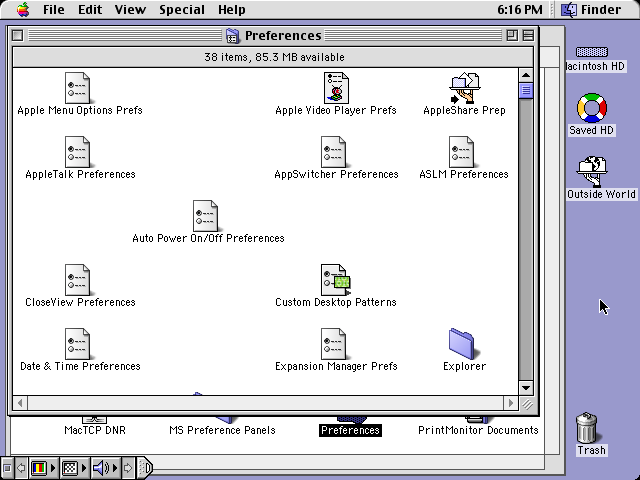 File Edit View Special Help 6:16 PM Finder
Preferences
38 items, 85.3 MB available
Apple Menu Options Prefs Apple Video Player Prefs AppleShare Prep
AppleTalk Preferences AppSwitcher Preferences ASLM Preferences
Auto Power On/Off Preferences
CloseView Preferences Custom Desktop Patterns
Date & Time Preferences Expansion Manager Prefs Explorer
MacTCP DNR MS Preference Panels Preferences PrintMonitor Documents
acintosh HD
Saved HD
Outside World
Trash